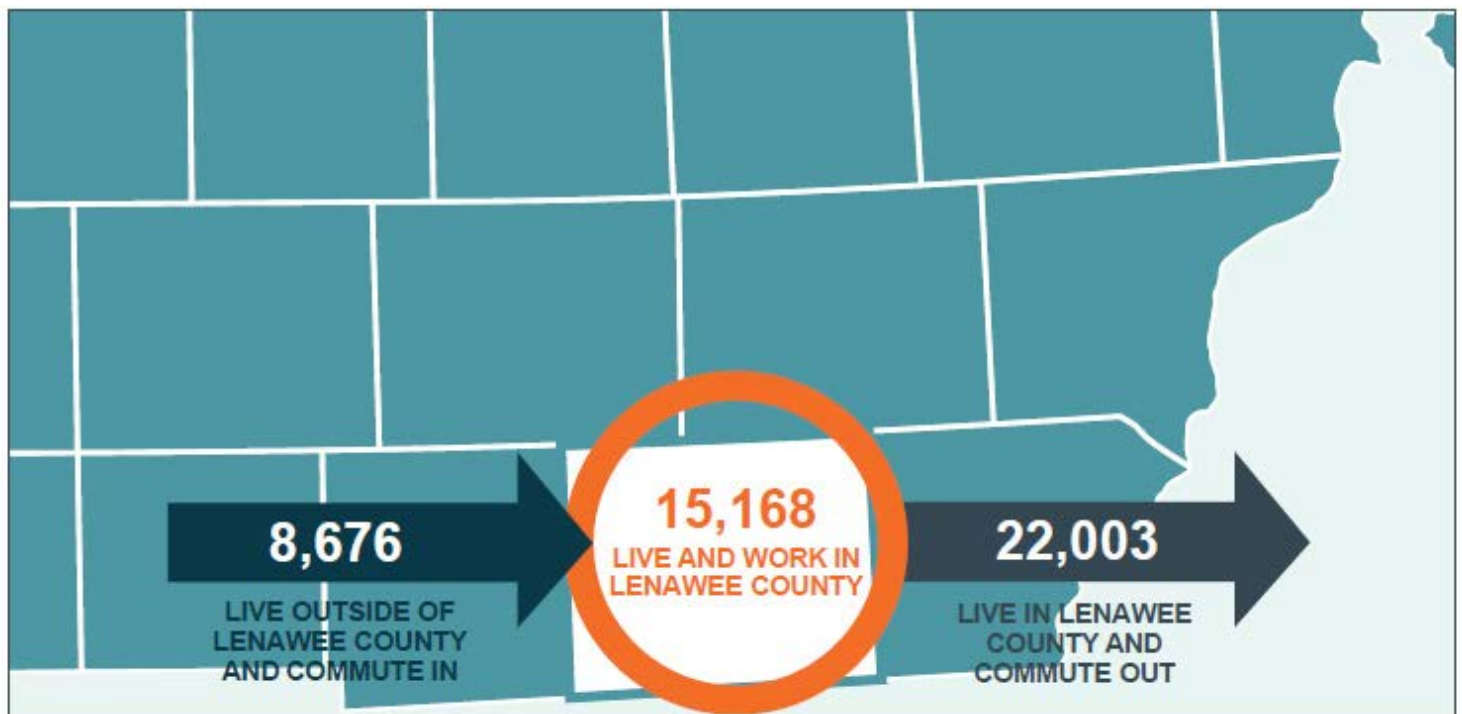 8,676
LIVE OUTSIDE OF
LENAWEE COUNTY
AND COMMUTE IN
15,168
LIVE AND WORK IN
LENAWEE COUNTY
22,003
LIVE IN LENAWEE
COUNTY AND
COMMUTE OUT